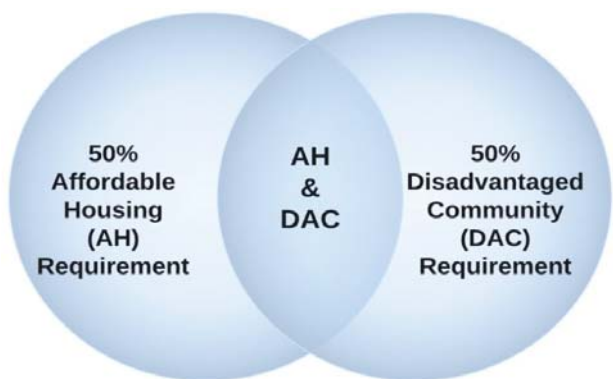 50%
Affordable
Housing
(AH)
Requirement
AH
&
DAC
50%
Disadvantaged
Community
(DAC)
Requirement